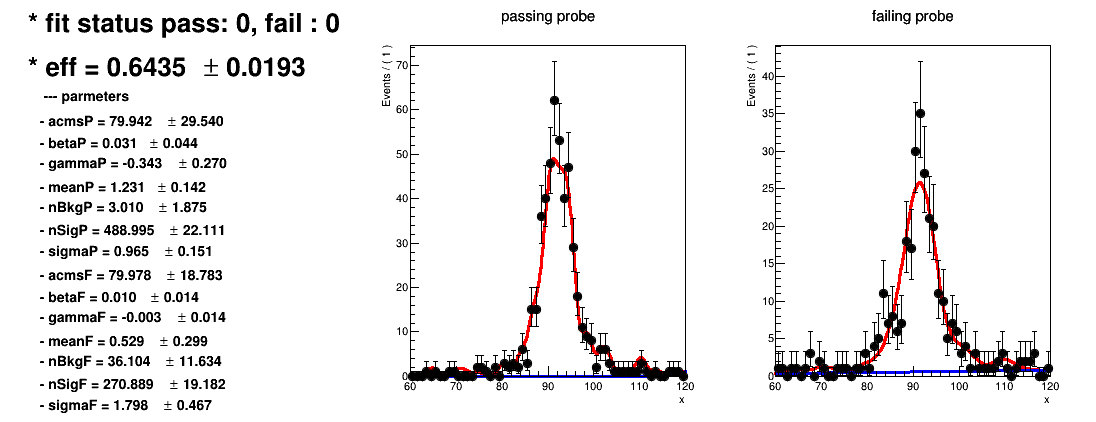 * fit status pass: 0, fail : 0
* eff = 0.6435 ± 0.0193
--- parmeters
- acmsP = 79.942 ± 29.540
- betaP = 0.031 ± 0.044
- gammaP = -0.343 ± 0.270
- meanP = 1.231 ± 0.142
- nBkgP = 3.010 ± 1.875
- nSigP = 488.995 ± 22.111
- sigmaP = 0.965 ± 0.151
- acmsF = 79.978 ± 18.783
- betaF = 0.010 ± 0.014
- gammaF = -0.003 ± 0.014
- meanF = 0.529 ± 0.299
- nBkgF = 36.104 ± 11.634
- nSigF = 270.889 ± 19.182
- sigmaF = 1.798 ± 0.467
passing probe
Events / ( 1 )
70
60
50
40
30
20
10
0
60 70 80 90 100 110 120
x
failing probe
Events / ( 1 )
40
35
30
25
20
15
10
5
0
60 70 80 90 100 110 120
x